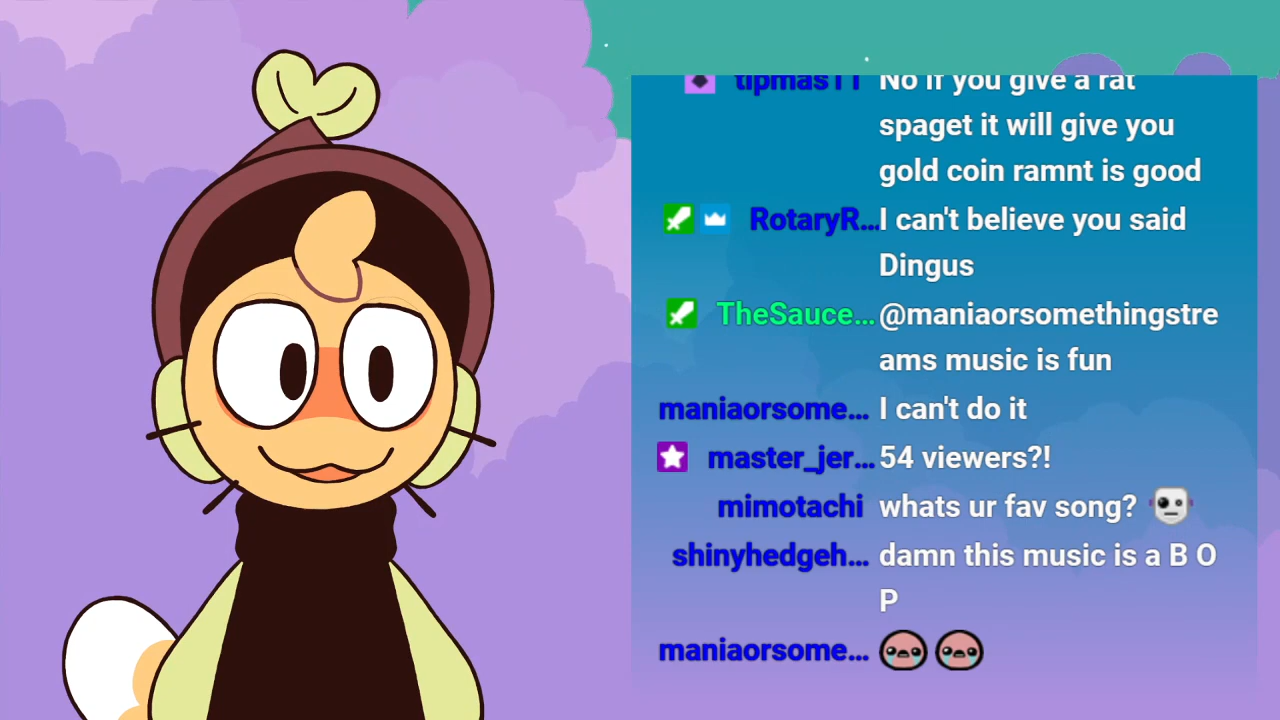 tipmas11 No if you give a rat
spaget it will give you
gold coin ramnt is good
RotaryR... I can't believe you said
Dingus
TheSauce... @maniaorsomethingstre
ams music is fun
maniaorsome... I can't do it
master_jer... 54 viewers?!
mimotachi whats ur fav song?
shinyhedgeh... damn this music is a B O
P
maniaorsome...